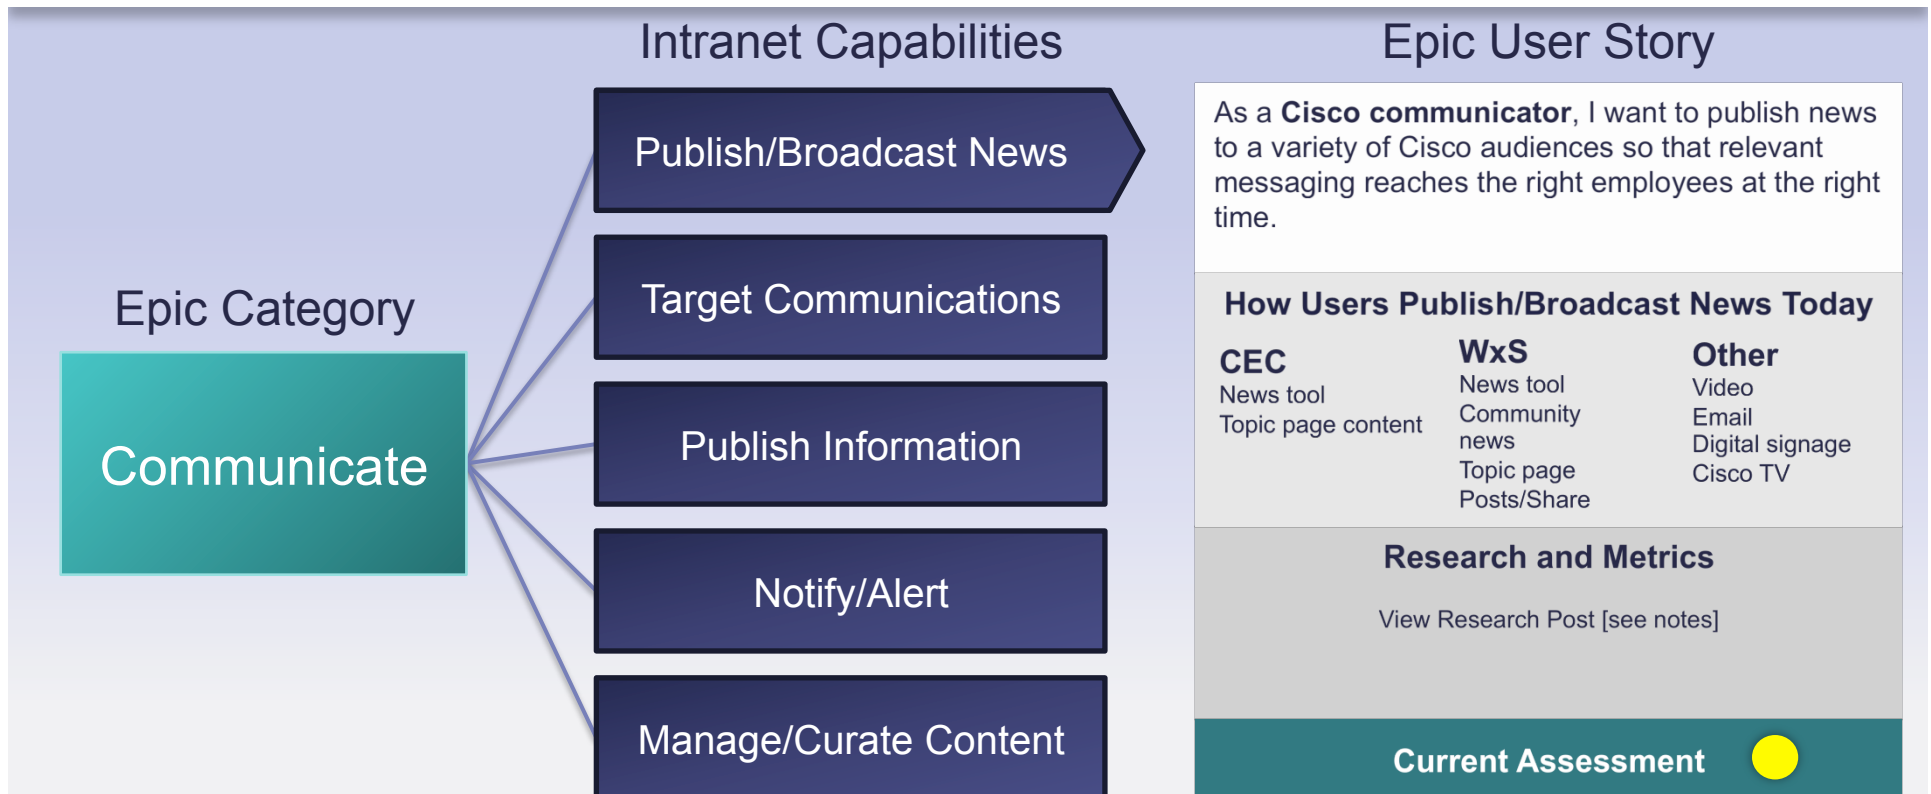 Intranet Capabilities
Epic User Story
Epic Category
Communicate
Publish/Broadcast News
Target Communications
Publish Information
Notify/Alert
Manage/Curate Content
As a Cisco communicator, I want to publish news
to a variety of Cisco audiences so that relevant
messaging reaches the right employees at the right
time.
How Users Publish/Broadcast News Today
CEC
News tool
Topic page content
WxS
News tool
Community
news
Topic page
Posts/Share
Other
Video
Email
Digital signage
Cisco TV
Research and Metrics
View Research Post [see notes]
Current Assessment